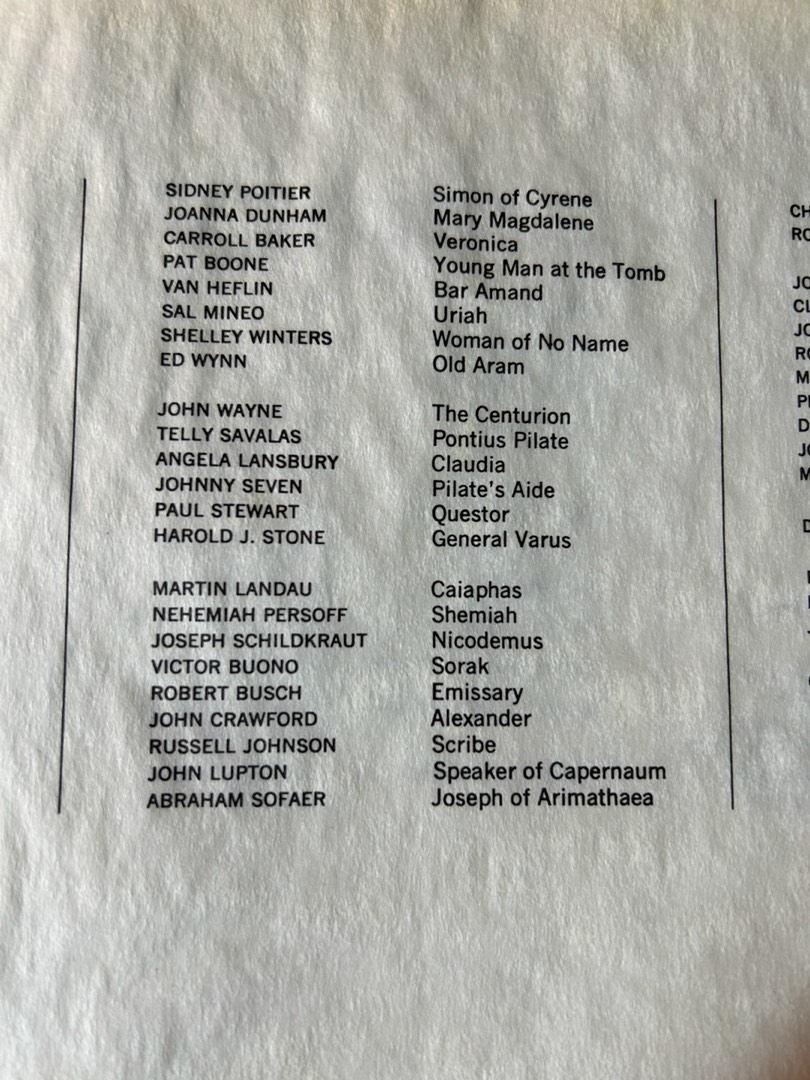 SIDNEY POITIER Simon of Cyrene
JOANNA DUNHAM Mary Magdalene
CARROLL BAKER Veronica
PAT BOONE Young Man at the Tomb
VAN HEFLIN Bar Amand
SAL MINEO Uriah
SHELLEY WINTERS Woman of No Name
ED WYNN Old Aram
JOHN WAYNE The Centurion
TELLY SAVALAS Pontius Pilate
ANGELA LANSBURY Claudia
JOHNNY SEVEN Pilate's Aide
PAUL STEWART Questor
HAROLD J. STONE General Varus
MARTIN LANDAU Caiaphas
NEHEMIAH PERSOFF Shemiah
JOSEPH SCHILDKRAUT Nicodemus
VICTOR BUONO Sorak
ROBERT BUSCH Emissary
JOHN CRAWFORD Alexander
RUSSELL JOHNSON Scribe
JOHN LUPTON Speaker of Capernaum
ABRAHAM SOFAER Joseph of Arimathaea